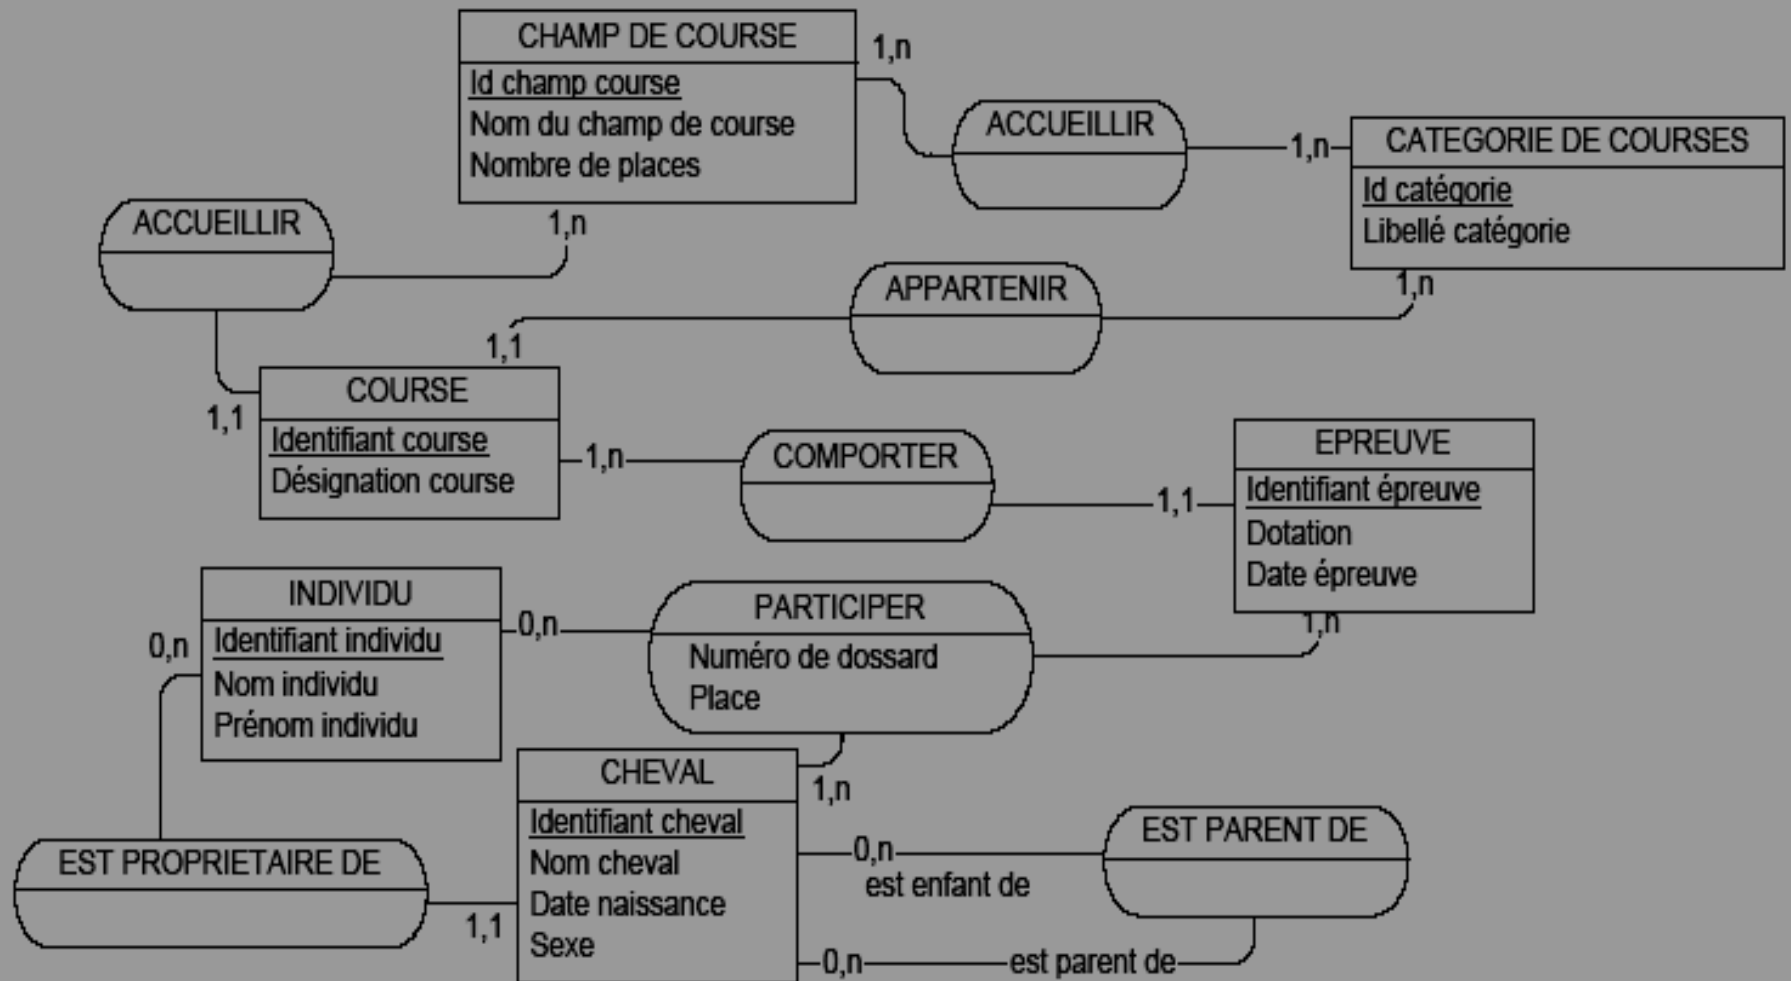 CHAMP DE COURSE
Id champ course
Nom du champ de course
Nombre de places
1,n
ACCUEILLIR
1,n
CATEGORIE DE COURSES
Id catégorie
Libellé catégorie
ACCUEILLIR
1,n
APPARTENIR
1,n
1,1
1,1
COURSE
Identifiant course
Désignation course
1,n
COMPORTER
1,1
EPREUVE
Identifiant épreuve
Dotation
Date épreuve
INDIVIDU
Identifiant individu
Nom individu
Prénom individu
0,n
0,n
PARTICIPER
Numéro de dossard
Place
1,n
1,n
CHEVAL
Identifiant cheval
Nom cheval
Date naissance
Sexe
EST PROPRIETAIRE DE
1,1
0,n
est enfant de
EST PARENT DE
0,n
est parent de